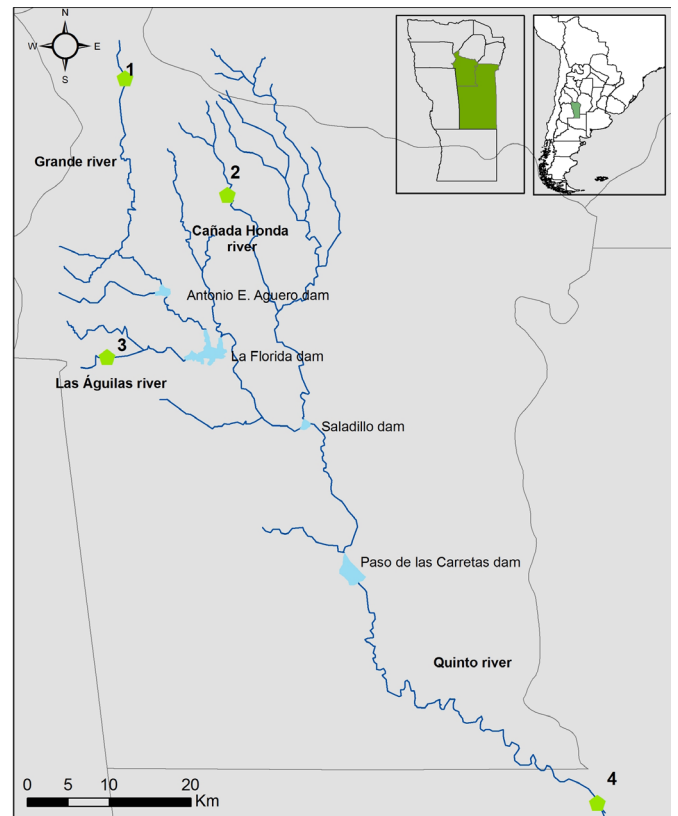 N
W E
S
1
Grande river
2
Cañada Honda
river
Antonio E. Aguero dam
3
La Florida dam
Las Águilas river
Saladillo dam
Paso de las Carretas dam
Quinto river
4
0 5 10 20
Km